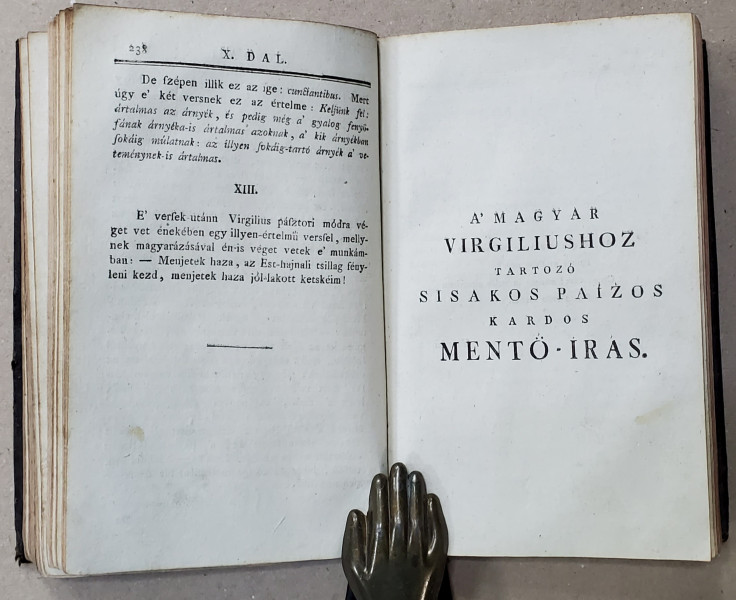 238
X. DAL.
De ſzépen illik ez az ige: cunctantibus. Mert
úgy e' két versnek ez az értelme: Keljünk fel:
ártalmas az árnyék, és pedig még a' gyalog fenyő-
fának árnyéka-is ártalmas azoknak, a' kik árnyékban
ſokáig múlatnak: az illyen ſokáig-tartó árnyék a' ve-
teménynek-is ártalmas.
XIII.
E' verſek-utánn Virgilius páſztori módra vé-
get vet énekében egy illyen-értelmű verſſel, melly-
nek magyarázásával én-is véget vetek e' munkám-
ban: — Menjetek haza, az Est-hajnali tsillag fény-
leni kezd, menjetek haza jól-lakott ketskéim!
A' MAGYAR
VIRGILIUSHOZ
TARTOZÓ
SISAKOS PAÍZOS
KARDOS
MENTŐ-ÍRÁS.